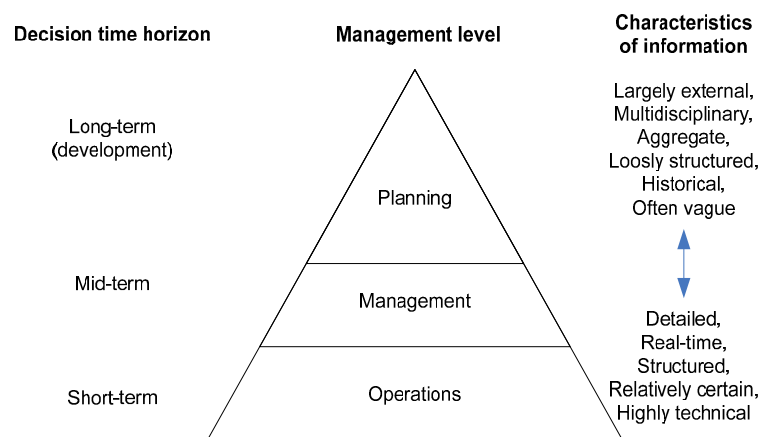 Decision time horizon
Management level
Characteristics
of information
Long-term
(development)
Planning
Largely external,
Multidisciplinary,
Aggregate,
Loosly structured,
Historical,
Often vague
Mid-term
Management
Short-term
Operations
Detailed,
Real-time,
Structured,
Relatively certain,
Highly technical